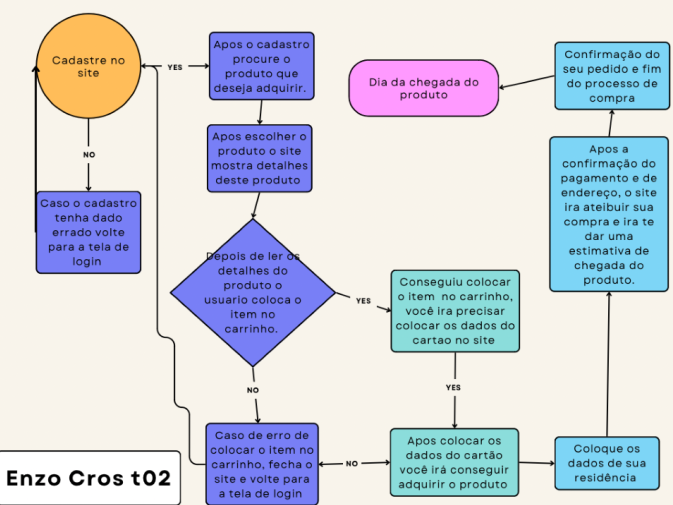 Cadastre no
site
YES
Apos o cadastro
procure o
produto que
deseja adquirir.
Dia da chegada do
produto
Confirmação do
seu pedido e fim
do processo de
compra
NO
Apos escolher o
produto o site
mostra detalhes
deste produto
Apos a
confirmação do
pagamento e de
endereço, o site
ira ateibuir sua
compra e ira te
dar uma
estimativa de
chegada do
produto.
Caso o cadastro
tenha dado
errado volte
para a tela de
login
Depois de ler os
detalhes do
produto o
usuario coloca o
item no
carrinho.
YES
Conseguiu colocar
o item no carrinho,
você ira precisar
colocar os dados do
cartao no site
NO
YES
Caso de erro de
colocar o item no
carrinho, fecha o
site e volte para
a tela de login
NO
Apos colocar os
dados do cartão
você irá conseguir
adquirir o produto
Coloque os
dados de sua
residência
Enzo Cros t02